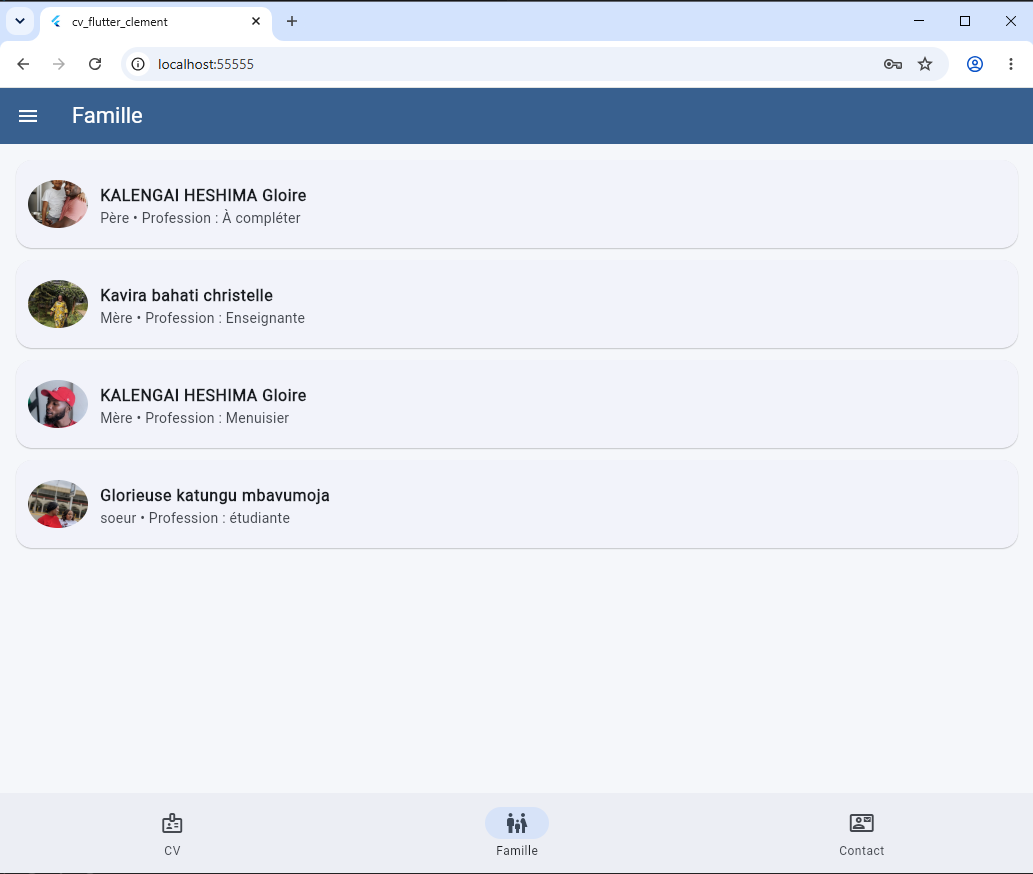 cv_flutter_clement
localhost:55555
Famille
KALENGAI HESHIMA Gloire
Père • Profession : À compléter
Kavira bahati christelle
Mère • Profession : Enseignante
KALENGAI HESHIMA Gloire
Mère • Profession : Menuisier
Glorieuse katungu mbavumoja
soeur • Profession : étudiante
CV
Famille
Contact